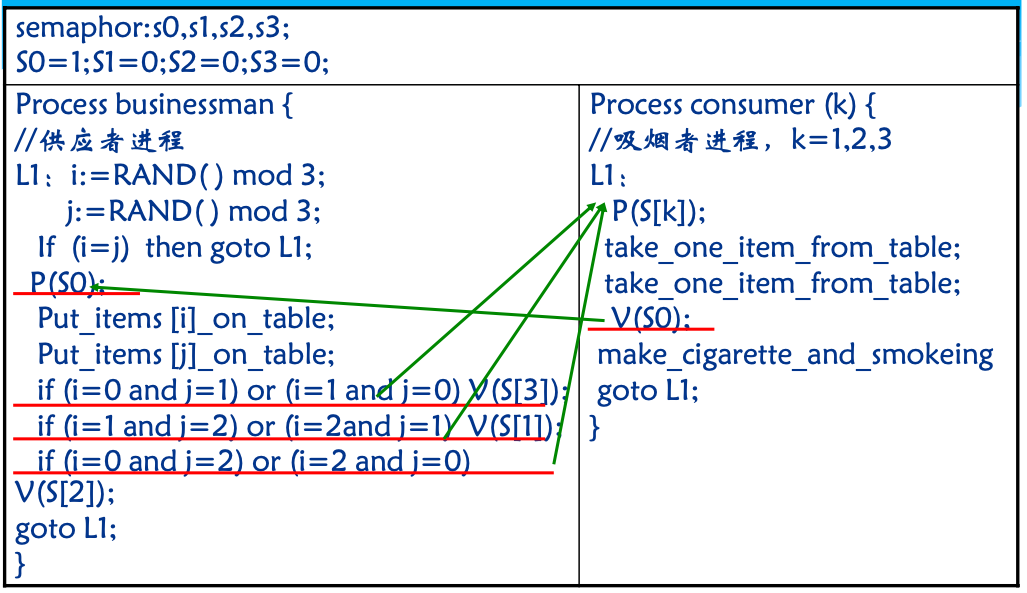 semaphor:s0,s1,s2,s3;
S0=1;S1=0;S2=0;S3=0;
Process businessman {
//供应者进程
L1：i:=RAND( ) mod 3;
j:=RAND( ) mod 3;
If (i=j) then goto L1;
P(S0);
Put_items [i]_on_table;
Put_items [j]_on_table;
if (i=0 and j=1) or (i=1 and j=0) V(S[3]);
if (i=1 and j=2) or (i=2and j=1) V(S[1]);
if (i=0 and j=2) or (i=2 and j=0)
V(S[2]);
goto L1;
}
Process consumer (k) {
//吸烟者进程，k=1,2,3
L1：
P(S[k]);
take_one_item_from_table;
take_one_item_from_table;
V(S0);
make_cigarette_and_smokeing
goto L1;
}